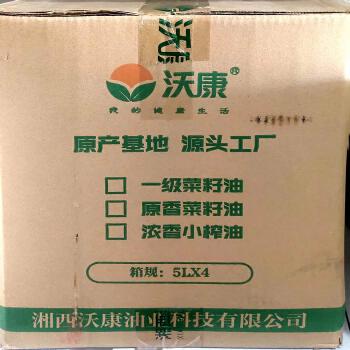 沃
沃康®
我的健康生活
原产基地 源头工厂
一级菜籽油
原香菜籽油
浓香小榨油
箱规：5LX4
湘西沃康油业科技有限公司